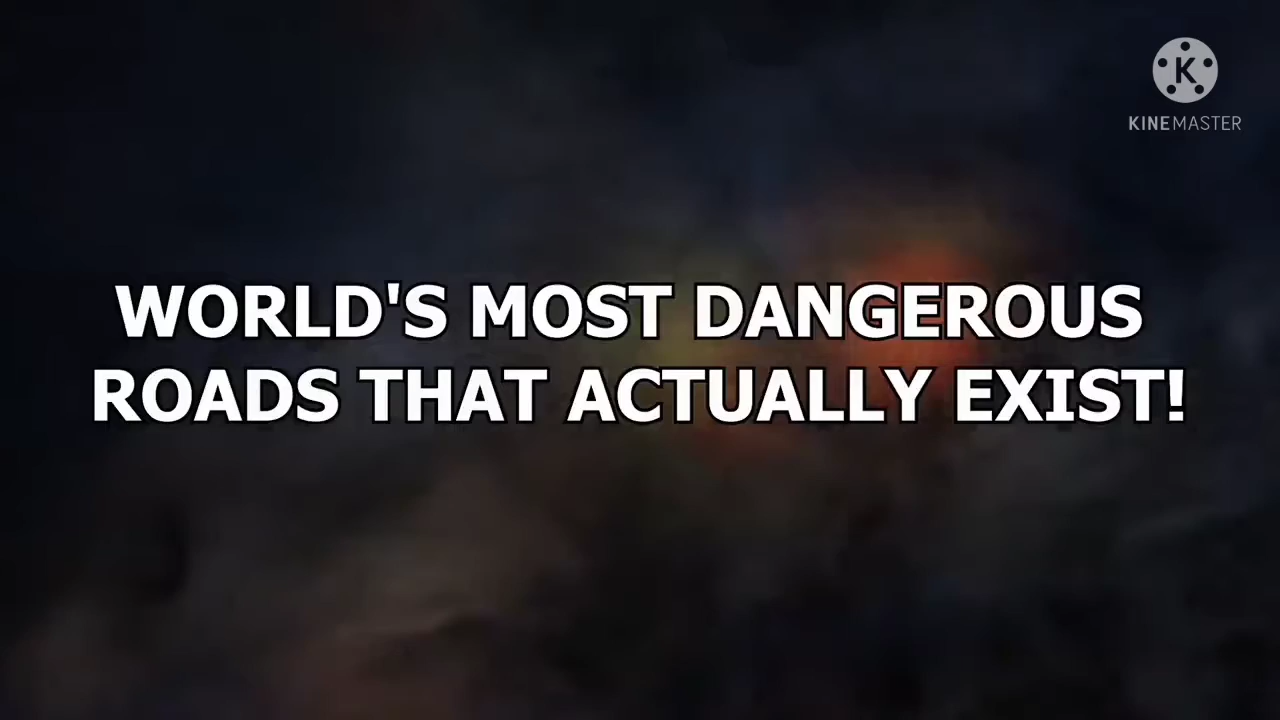 K
KINEMASTER
WORLD'S MOST DANGEROUS
ROADS THAT ACTUALLY EXIST!